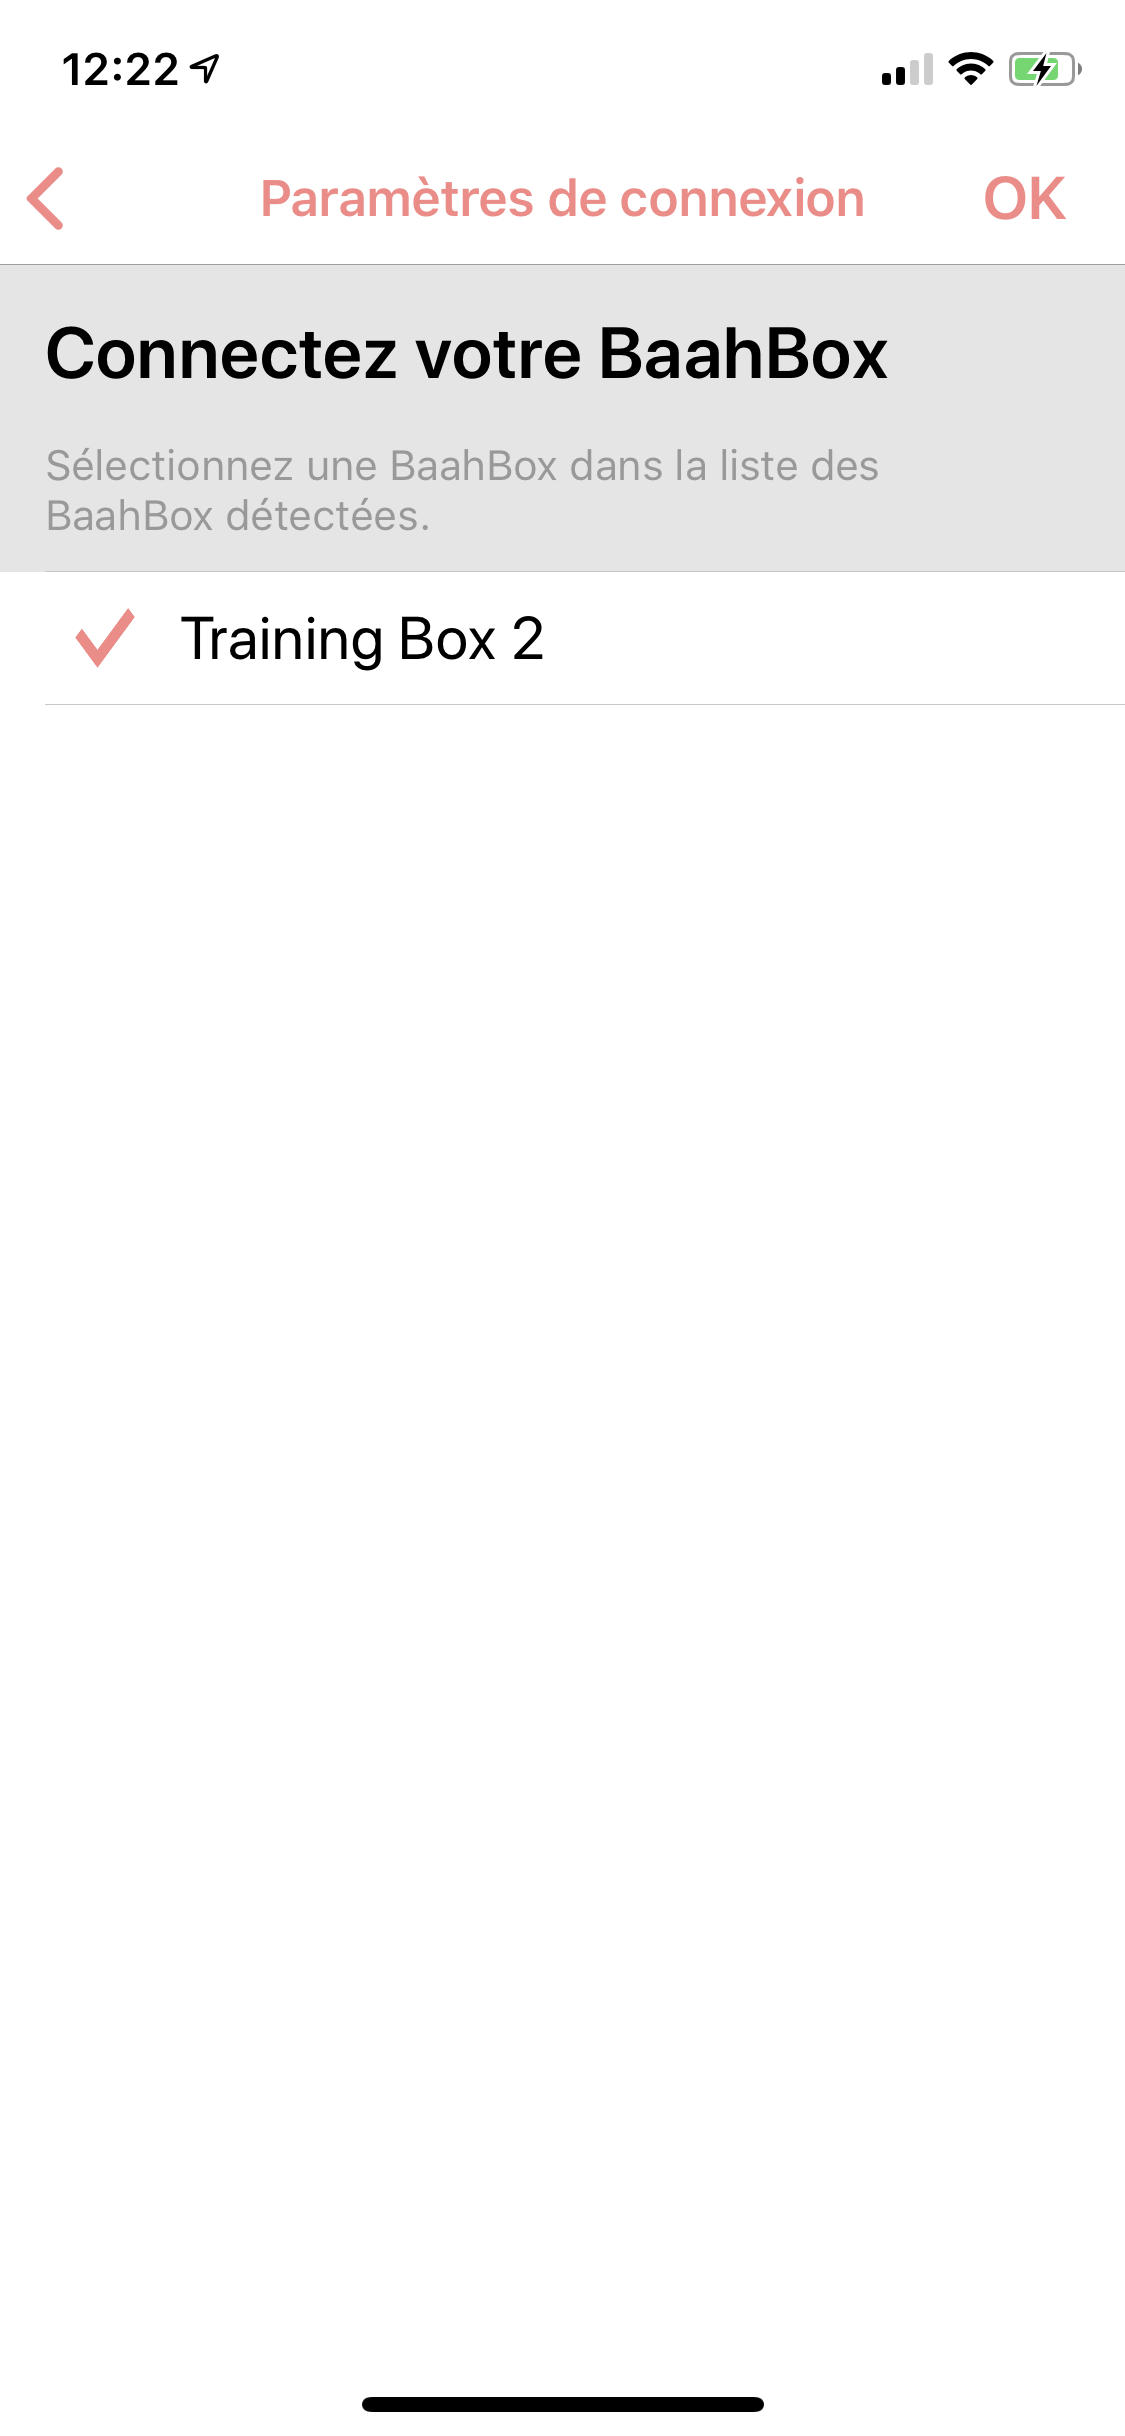 12:22
Paramètres de connexion
OK
Connectez votre BaahBox
Sélectionnez une BaahBox dans la liste des
BaahBox détectées.
Training Box 2